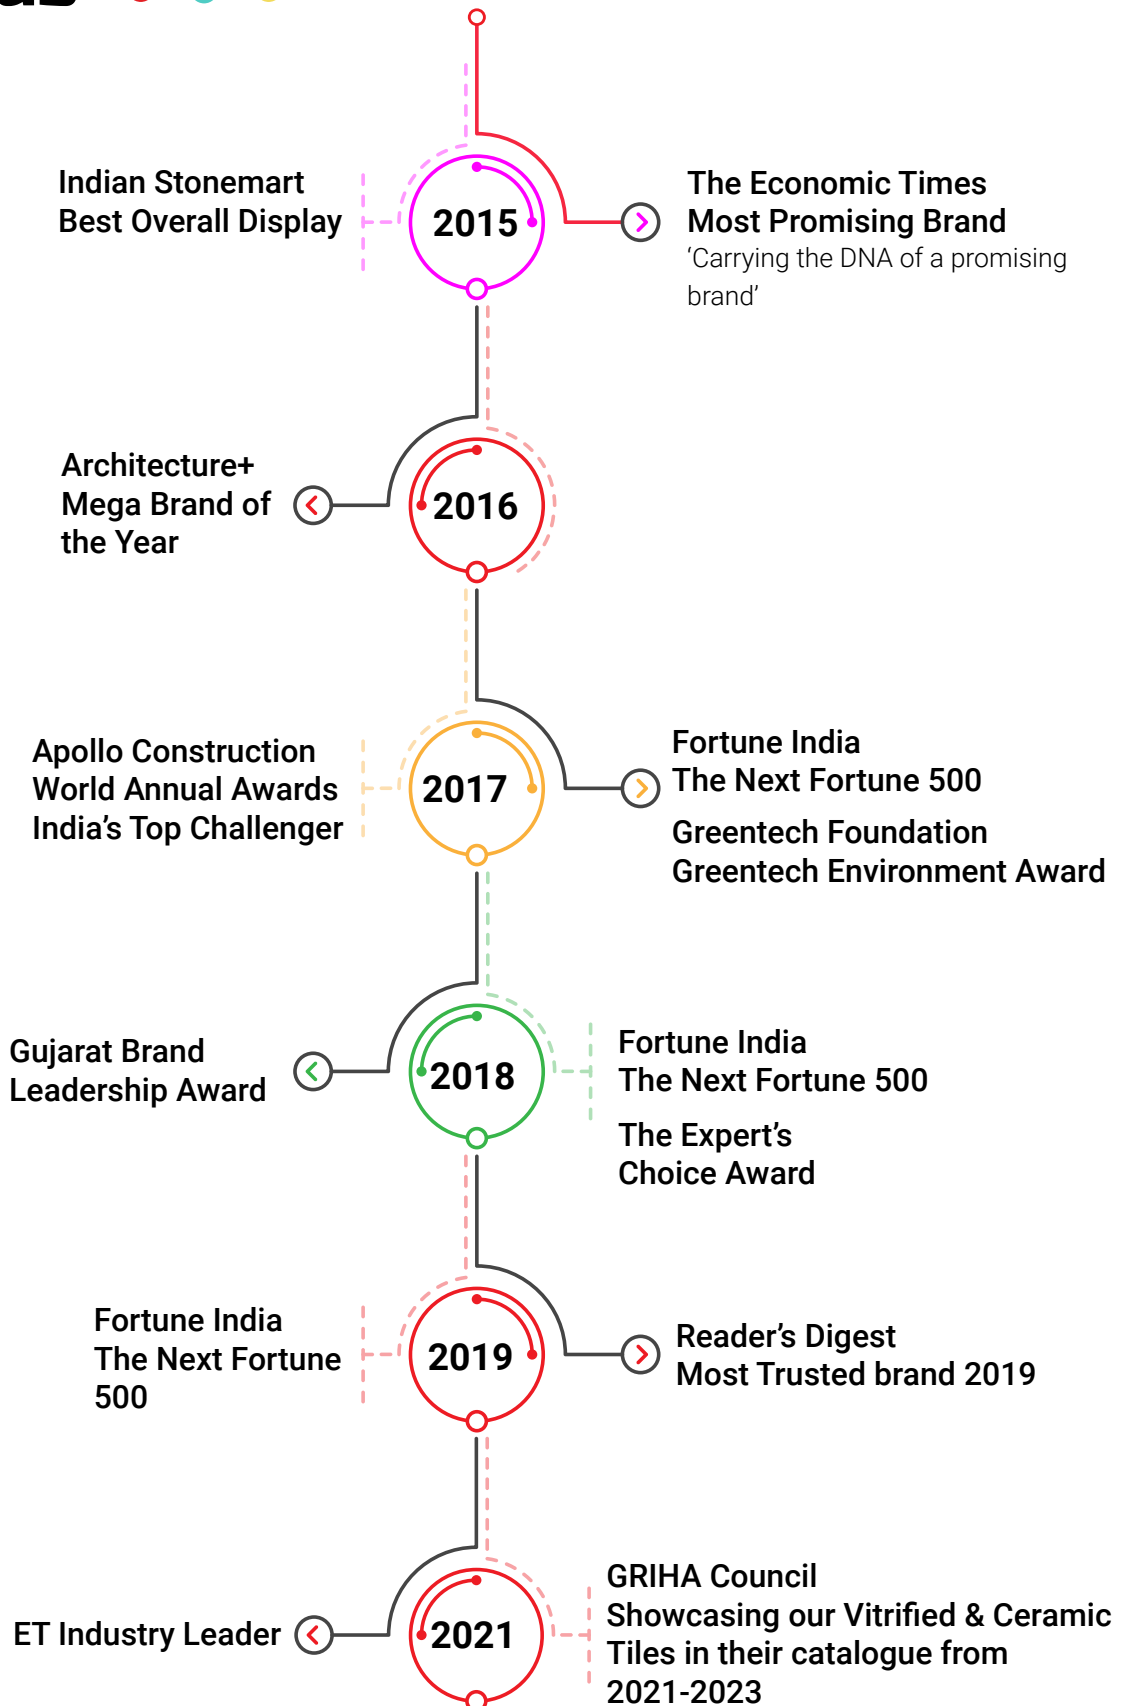 Indian Stonemart
Best Overall Display
2015
The Economic Times
Most Promising Brand
‘Carrying the DNA of a promising
brand’
Architecture+
Mega Brand of
the Year
2016
Apollo Construction
World Annual Awards
India’s Top Challenger
2017
Fortune India
The Next Fortune 500
Greentech Foundation
Greentech Environment Award
Gujarat Brand
Leadership Award
2018
Fortune India
The Next Fortune 500
The Expert’s
Choice Award
Fortune India
The Next Fortune
500
2019
Reader’s Digest
Most Trusted brand 2019
ET Industry Leader
2021
GRIHA Council
Showcasing our Vitrified & Ceramic
Tiles in their catalogue from
2021-2023